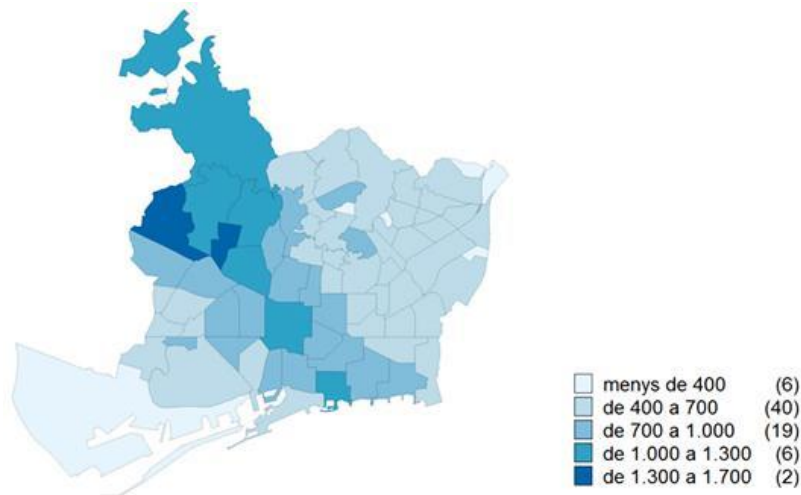 menys de 400 (6)
de 400 a 700 (40)
de 700 a 1.000 (19)
de 1.000 a 1.300 (6)
de 1.300 a 1.700 (2)